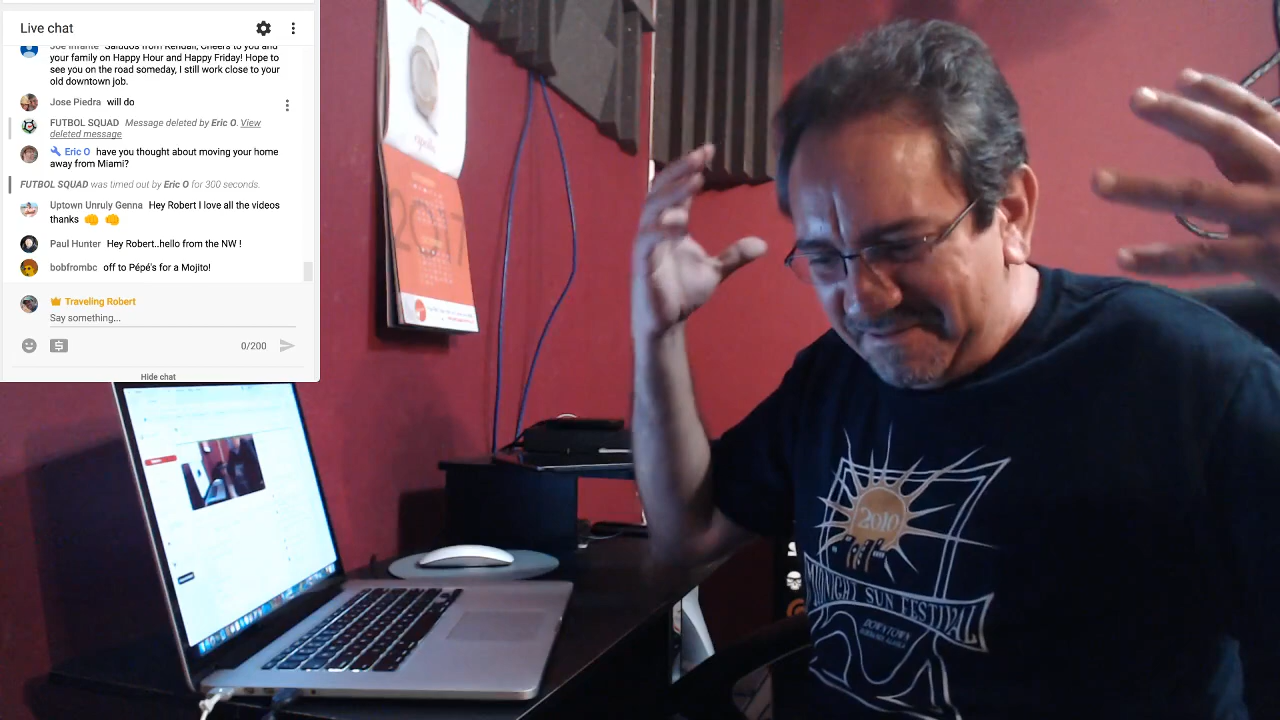 Live chat
Joe Infante Saludos from Kendall, Cheers to you and
your family on Happy Hour and Happy Friday! Hope to
see you on the road someday, I still work close to your
old downtown job.
Jose Piedra will do
FUTBOL SQUAD Message deleted by Eric O. View
deleted message
Eric O have you thought about moving your home
away from Miami?
FUTBOL SQUAD was timed out by Eric O for 300 seconds.
Uptown Unruly Genna Hey Robert I love all the videos
thanks 👊 👊
Paul Hunter Hey Robert..hello from the NW !
bobfrombc off to Pépé's for a Mojito!
Traveling Robert
Say something...
0/200
Hide chat
2017
2010
MIDNIGHT SUN FESTIVAL
DOWNTOWN